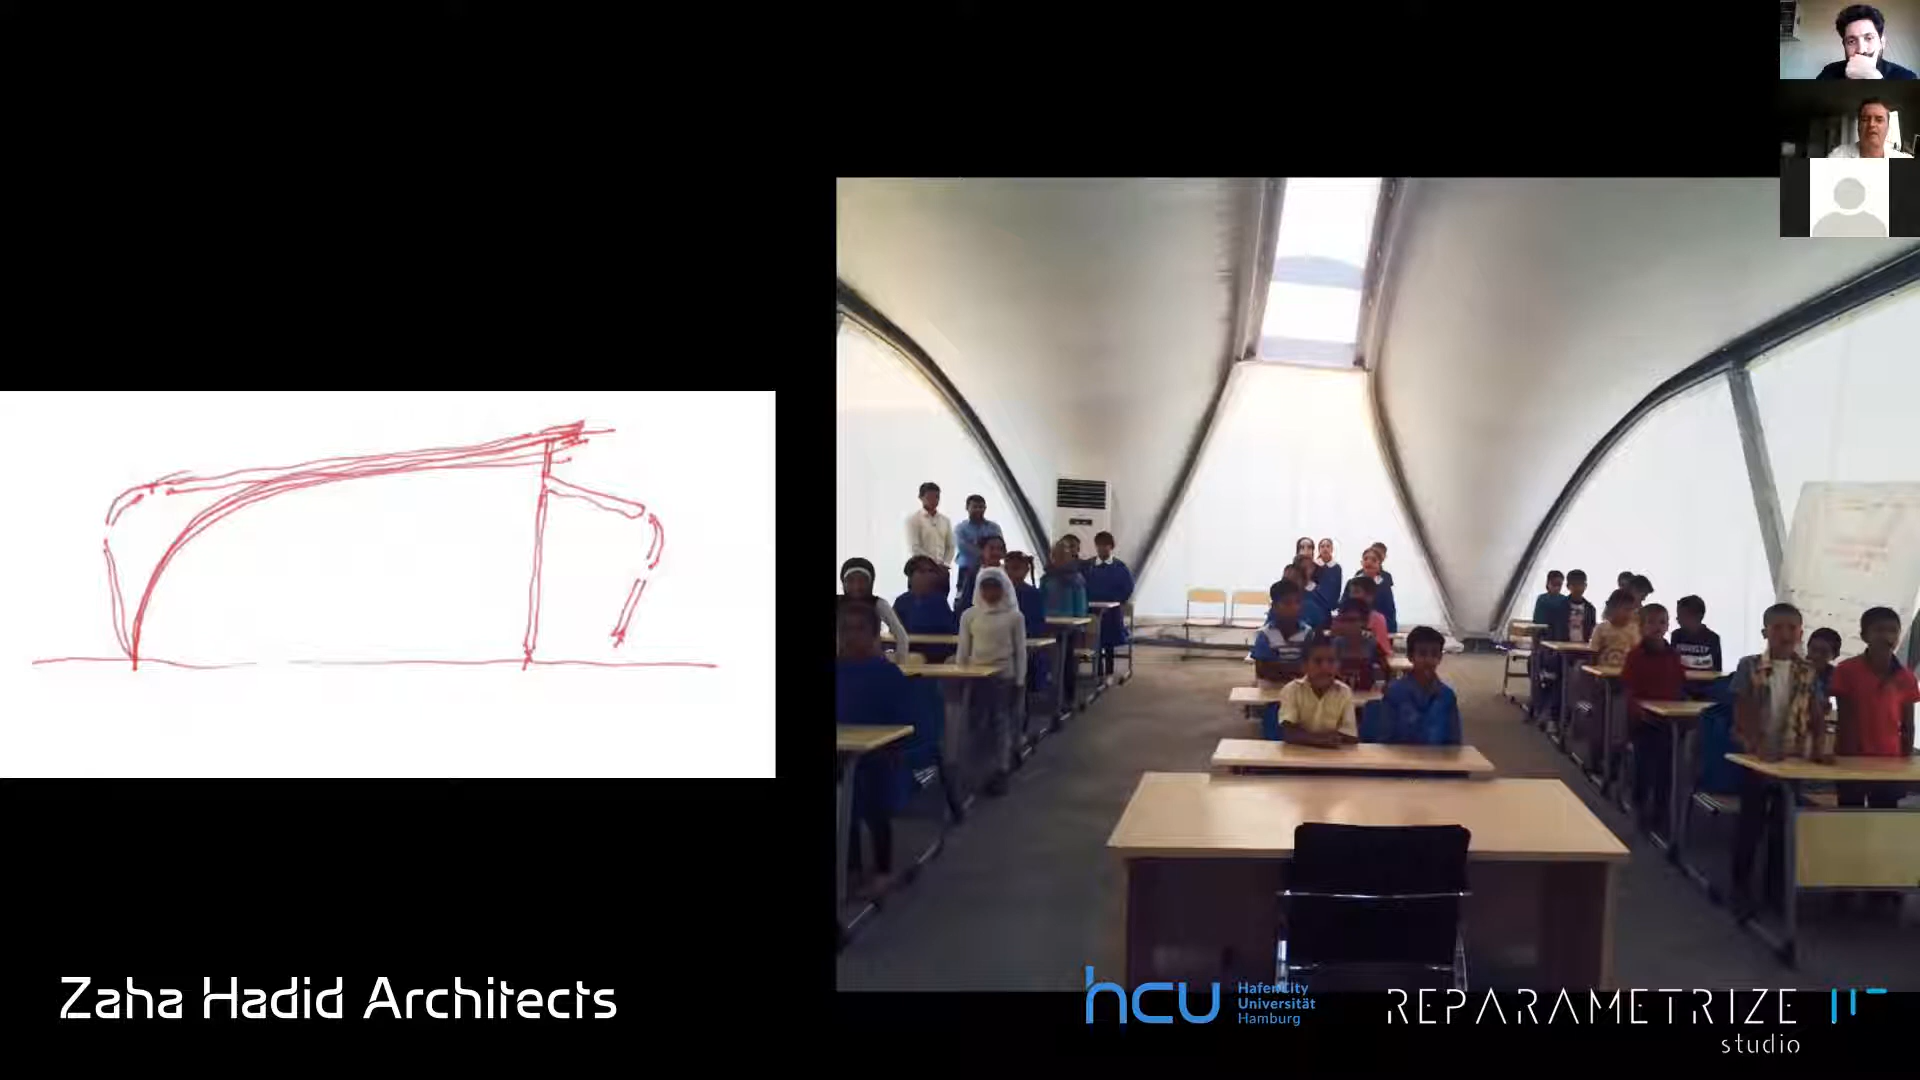 Zaha Hadid Architects
hcu
HafenCity
Universität
Hamburg
REPARAMETRIZE
studio